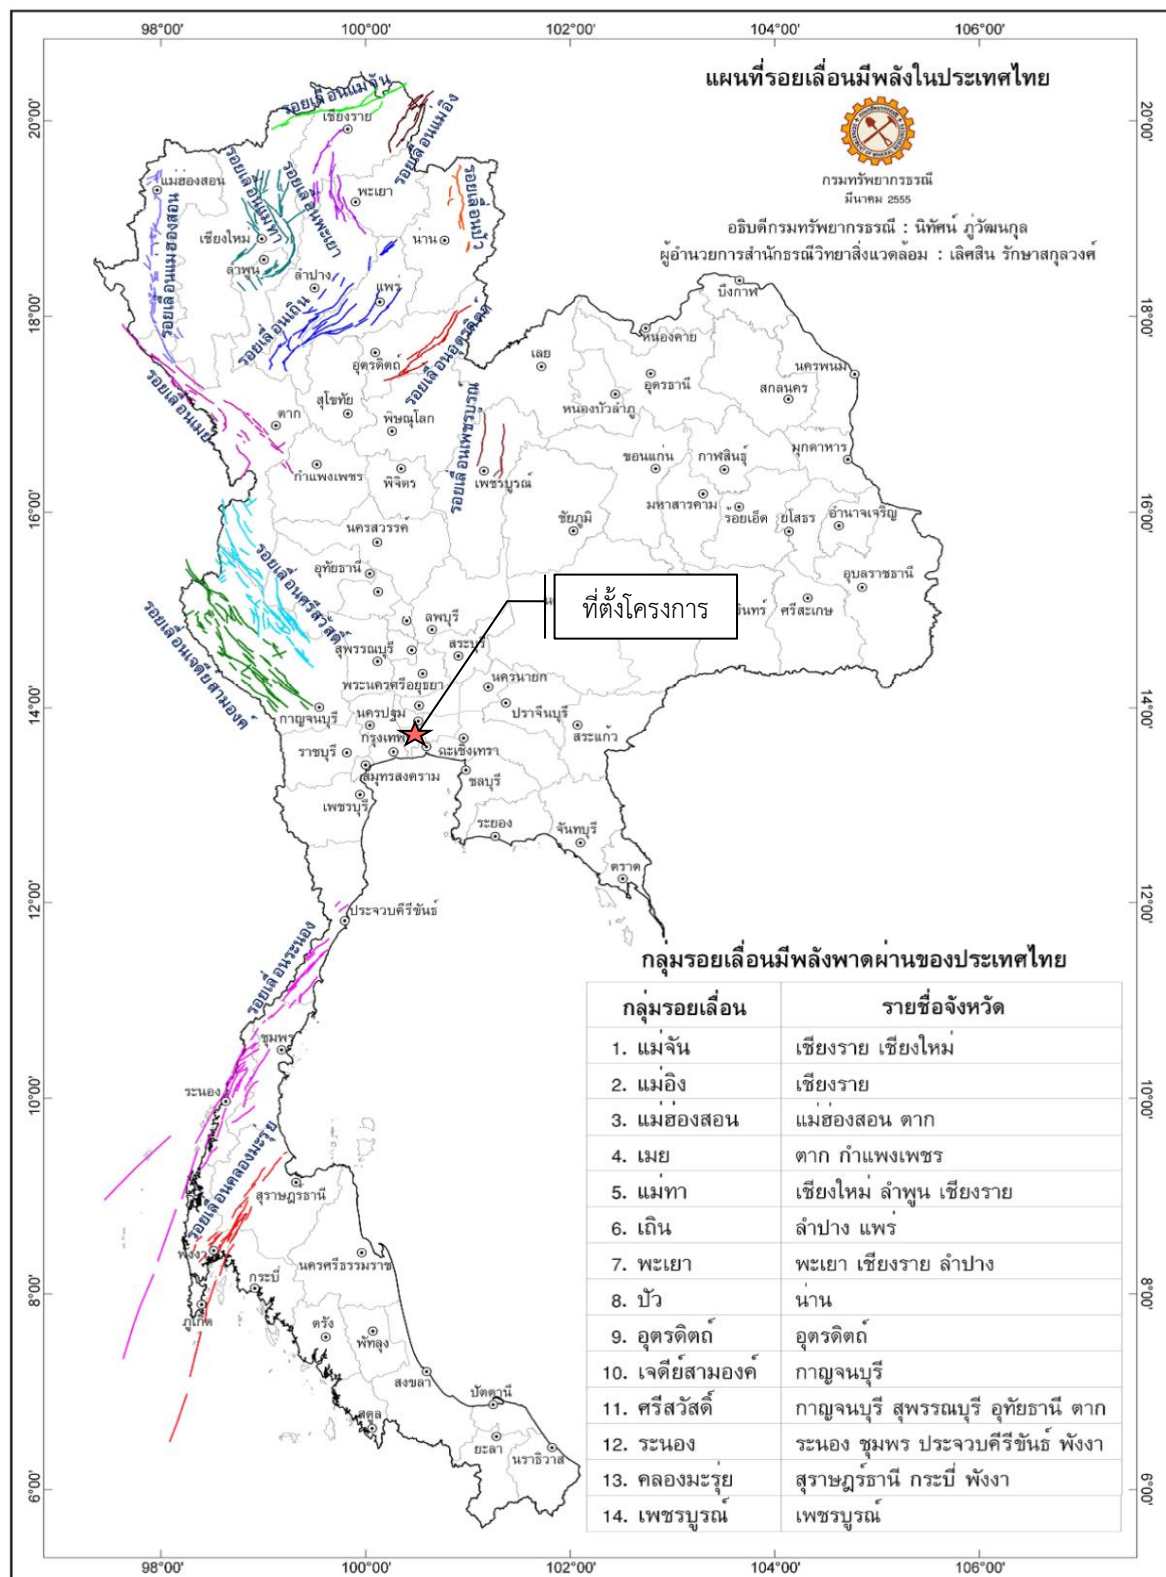 98°00' 100°00' 102°00' 104°00' 106°00'
แผนที่รอยเลื่อนมีพลังในประเทศไทย
กรมทรัพยากรธรณี
มีนาคม 2555
อธิบดีกรมทรัพยากรธรณี : นิทัศน์ ภู่วัฒนกุล
ผู้อำนวยการสำนักธรณีวิทยาสิ่งแวดล้อม : เลิศสิน รักษาสกุลวงศ์
20°00' 20°00'
18°00' 18°00'
16°00' 16°00'
14°00' 14°00'
12°00' 12°00'
10°00' 10°00'
8°00' 8°00'
6°00' 6°00'
รอยเลื่อนแม่จัน
รอยเลื่อนแม่อิง
เชียงราย
รอยเลื่อนแม่ทา
รอยเลื่อนพะเยา
รอยเลื่อนปัว
แม่ฮ่องสอน
พะเยา
รอยเลื่อนแม่ฮ่องสอน
เชียงใหม่
น่าน
ลำพูน
ลำปาง
แพร่
รอยเลื่อนเถิน
รอยเลื่อนอุตรดิตถ์
อุตรดิตถ์
บึงกาฬ
หนองคาย
เลย
อุดรธานี
นครพนม
สกลนคร
หนองบัวลำภู
รอยเลื่อนเมย
สุโขทัย
ตาก
พิษณุโลก
รอยเลื่อนเพชรบูรณ์
กำแพงเพชร
พิจิตร
เพชรบูรณ์
ขอนแก่น
กาฬสินธุ์
มุกดาหาร
มหาสารคาม
ร้อยเอ็ด
ยโสธร
อำนาจเจริญ
ชัยภูมิ
นครสวรรค์
อุทัยธานี
รอยเลื่อนศรีสวัสดิ์
รอยเลื่อนเจดีย์สามองค์
อุบลราชธานี
ที่ตั้งโครงการ
รินทร์
ศรีสะเกษ
ลพบุรี
สุพรรณบุรี
สระบุรี
พระนครศรีอยุธยา
นครนายก
กาญจนบุรี
นครปฐม
ปราจีนบุรี
สระแก้ว
กรุงเทพ
ราชบุรี
ฉะเชิงเทรา
สมุทรสงคราม
ชลบุรี
เพชรบุรี
ระยอง
จันทบุรี
ตราด
ประจวบคีรีขันธ์
รอยเลื่อนระนอง
ชุมพร
ระนอง
รอยเลื่อนคลองมะรุ่ย
สุราษฎร์ธานี
พังงา
นครศรีธรรมราช
กระบี่
ภูเก็ต
ตรัง
พัทลุง
สงขลา
ปัตตานี
สตูล
ยะลา
นราธิวาส
กลุ่มรอยเลื่อนมีพลังพาดผ่านของประเทศไทย
กลุ่มรอยเลื่อน รายชื่อจังหวัด
1. แม่จัน เชียงราย เชียงใหม่
2. แม่อิง เชียงราย
3. แม่ฮ่องสอน แม่ฮ่องสอน ตาก
4. เมย ตาก กำแพงเพชร
5. แม่ทา เชียงใหม่ ลำพูน เชียงราย
6. เถิน ลำปาง แพร่
7. พะเยา พะเยา เชียงราย ลำปาง
8. ปัว น่าน
9. อุตรดิตถ์ อุตรดิตถ์
10. เจดีย์สามองค์ กาญจนบุรี
11. ศรีสวัสดิ์ กาญจนบุรี สุพรรณบุรี อุทัยธานี ตาก
12. ระนอง ระนอง ชุมพร ประจวบคีรีขันธ์ พังงา
13. คลองมะรุ่ย สุราษฎร์ธานี กระบี่ พังงา
14. เพชรบูรณ์ เพชรบูรณ์
98°00' 100°00' 102°00' 104°00' 106°00'